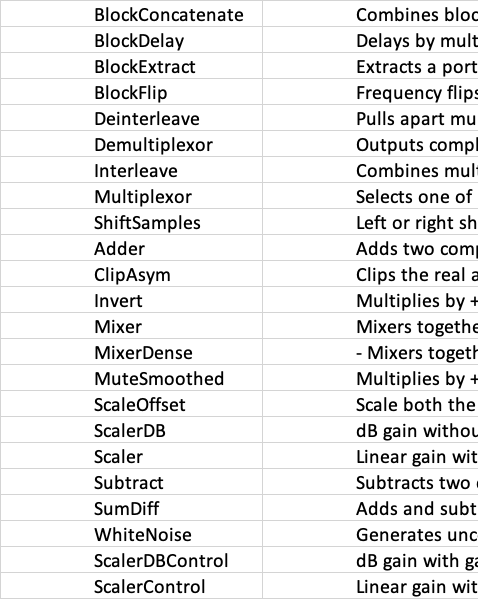 BlockConcatenate Combines bloc
BlockDelay Delays by mult
BlockExtract Extracts a port
BlockFlip Frequency flips
Deinterleave Pulls apart mu
Demultiplexor Outputs compl
Interleave Combines mult
Multiplexor Selects one of
ShiftSamples Left or right sh
Adder Adds two comp
ClipAsym Clips the real a
Invert Multiplies by +
Mixer Mixers togethe
MixerDense - Mixers togeth
MuteSmoothed Multiplies by +
ScaleOffset Scale both the
ScalerDB dB gain withou
Scaler Linear gain wit
Subtract Subtracts two c
SumDiff Adds and subt
WhiteNoise Generates unc
ScalerDBControl dB gain with ga
ScalerControl Linear gain wit